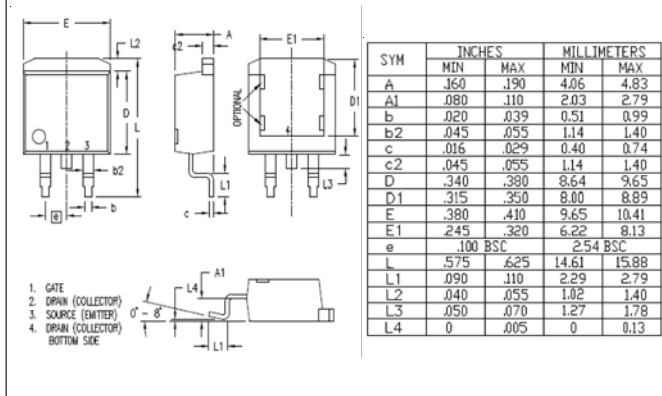 E
L2
D
L
1 2 3
b2
e
b
A
c2
L1
c
E1
OPTIONAL
4
D1
L3
1. GATE
2. DRAIN (COLLECTOR)
3. SOURCE (EMITTER)
4. DRAIN (COLLECTOR)
BOTTOM SIDE
A1
L4
0° - 8°
L1
SYM INCHES MILLIMETERS
MIN MAX MIN MAX
A .160 .190 4.06 4.83
A1 .080 .110 2.03 2.79
b .020 .039 0.51 0.99
b2 .045 .055 1.14 1.40
c .016 .029 0.40 0.74
c2 .045 .055 1.14 1.40
D .340 .380 8.64 9.65
D1 .315 .350 8.00 8.89
E .380 .410 9.65 10.41
E1 .245 .320 6.22 8.13
e .100 BSC 2.54 BSC
L .575 .625 14.61 15.88
L1 .090 .110 2.29 2.79
L2 .040 .055 1.02 1.40
L3 .050 .070 1.27 1.78
L4 0 .005 0 0.13